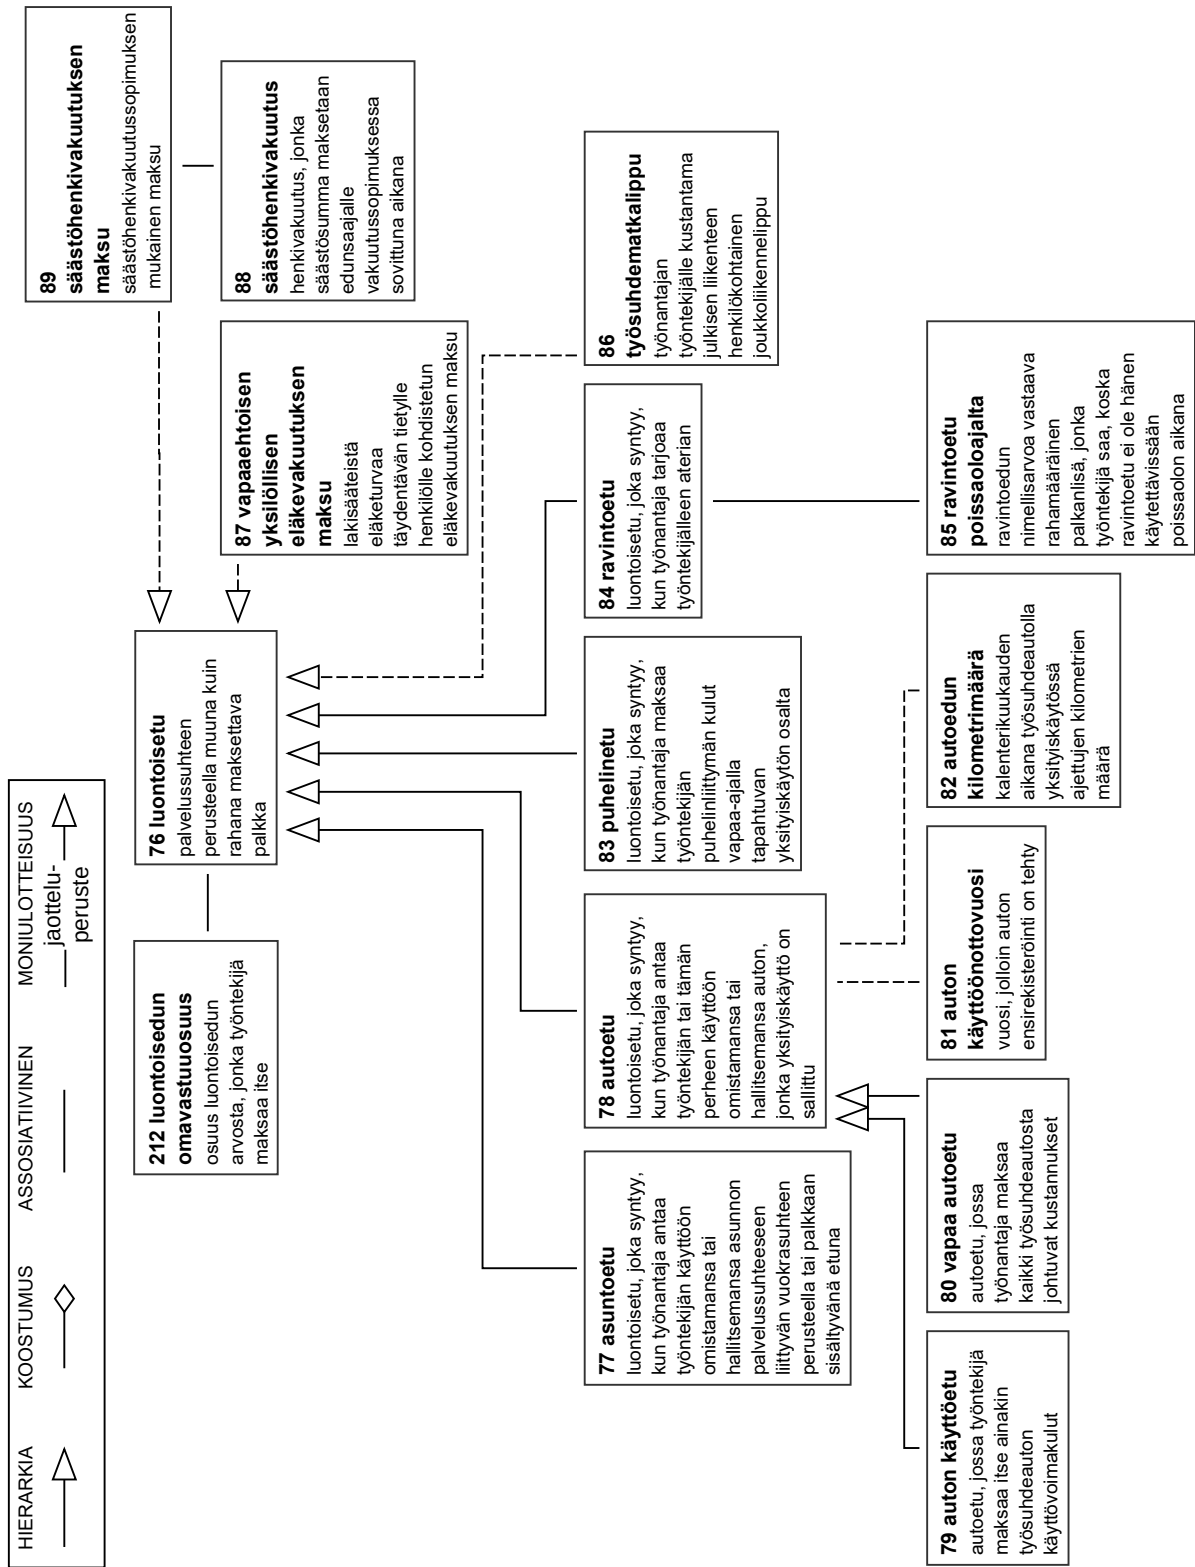 HIERARKIA
KOOSTUMUS
ASSOSIATIIVINEN
MONIULOTTEISUUS
jaottelu-
peruste
89
säästöhenkivakuutuksen
maksu
säästöhenkivakuutussopimuksen
mukainen maksu
212 luontoisedun
omavastuuosuus
osuus luontoisedun
arvosta, jonka työntekijä
maksaa itse
76 luontoisetu
palvelussuhteen
perusteella muuna kuin
rahana maksettava
palkka
87 vapaaehtoisen
yksilöllisen
eläkevakuutuksen
maksu
lakisääteistä
eläketurvaa
täydentävän tietylle
henkilölle kohdistetun
eläkevakuutuksen maksu
88
säästöhenkivakuutus
henkivakuutus, jonka
säästösumma maksetaan
edunsaajalle
vakuutussopimuksessa
sovittuna aikana
77 asuntoetu
luontoisetu, joka syntyy,
kun työnantaja antaa
työntekijän käyttöön
omistamansa tai
hallitsemansa asunnon
palvelussuhteeseen
liittyvän vuokrasuhteen
perusteella tai palkkaan
sisältyvänä etuna
78 autoetu
luontoisetu, joka syntyy,
kun työnantaja antaa
työntekijän tai tämän
perheen käyttöön
omistamansa tai
hallitsemansa auton,
jonka yksityiskäyttö on
sallittu
83 puhelinetu
luontoisetu, joka syntyy,
kun työnantaja maksaa
työntekijän
puhelinliittymän kulut
vapaa-ajalla
tapahtuvan
yksityiskäytön osalta
84 ravintoetu
luontoisetu, joka syntyy,
kun työnantaja tarjoaa
työntekijälleen aterian
86
työsuhdematkalippu
työnantajan
työntekijälle kustantama
julkisen liikenteen
henkilökohtainen
joukkoliikennelippu
79 auton käyttöetu
autoetu, jossa työntekijä
maksaa itse ainakin
työsuhdeauton
käyttövoimakulut
80 vapaa autoetu
autoetu, jossa
työnantaja maksaa
kaikki työsuhdeautosta
johtuvat kustannukset
81 auton
käyttöönottovuosi
vuosi, jolloin auton
ensirekisteröinti on tehty
82 autoedun
kilometrimäärä
kalenterikuukauden
aikana työsuhdeautolla
yksityiskäytössä
ajettujen kilometrien
määrä
85 ravintoetu
poissaoloajalta
ravintoedun
nimellisarvoa vastaava
rahamääräinen
palkanlisä, jonka
työntekijä saa, koska
ravintoetu ei ole hänen
käytettävissään
poissaolon aikana